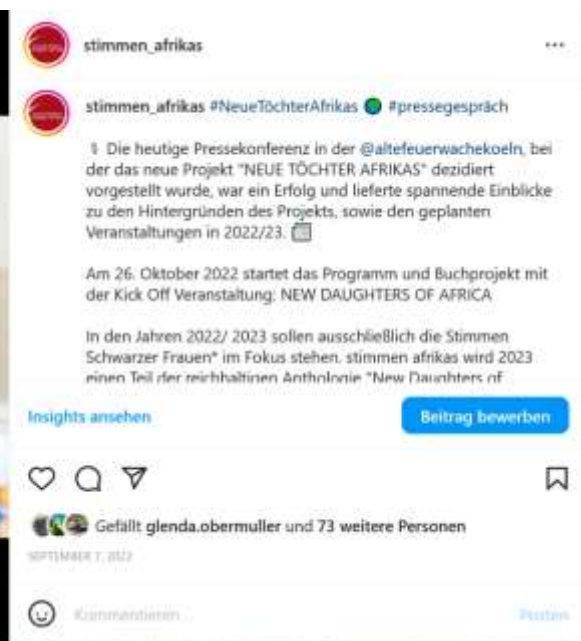 stimmen_afrikas
stimmen_afrikas #NeueTöchterAfrikas #pressegespräch
Die heutige Pressekonferenz in der @altefeuerwachekoeln, bei
der das neue Projekt "NEUE TÖCHTER AFRIKAS" dezidiert
vorgestellt wurde, war ein Erfolg und lieferte spannende Einblicke
zu den Hintergründen des Projekts, sowie den geplanten
Veranstaltungen in 2022/23.
Am 26. Oktober 2022 startet das Programm und Buchprojekt mit
der Kick Off Veranstaltung: NEW DAUGHTERS OF AFRICA
In den Jahren 2022/ 2023 sollen ausschließlich die Stimmen
Schwarzer Frauen* im Fokus stehen. stimmen afrikas wird 2023
einen Teil der reichhaltigen Anthologie "New Daughters of
Insights ansehen
Beitrag bewerben
Gefällt glenda.obermuller und 73 weitere Personen
SEPTEMBER 7, 2022
Kommentieren ...
Posten